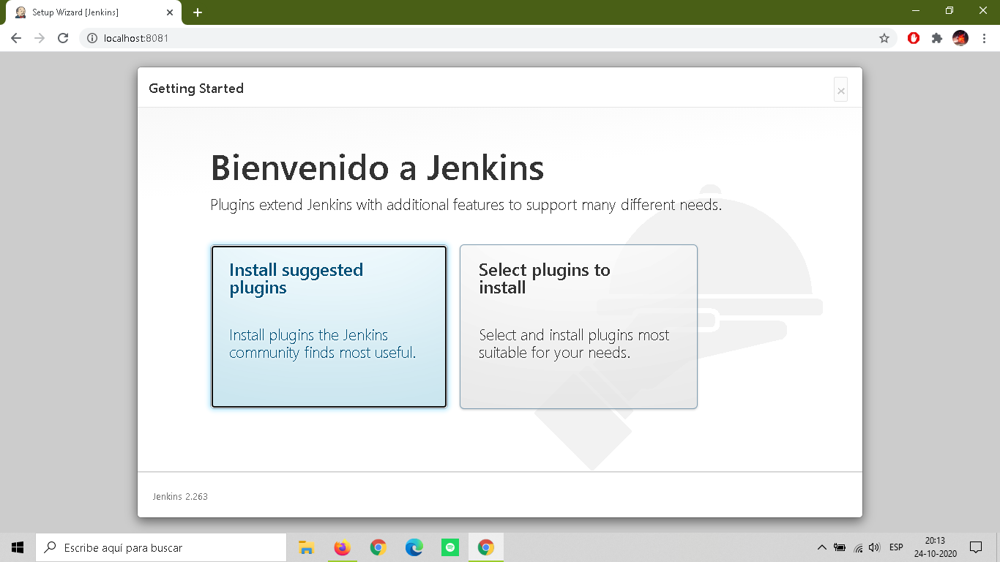 Setup Wizard [Jenkins]
localhost:8081
Getting Started
×
Bienvenido a Jenkins
Plugins extend Jenkins with additional features to support many different needs.
Install suggested
plugins
Install plugins the Jenkins
community finds most useful.
Select plugins to
install
Select and install plugins most
suitable for your needs.
Jenkins 2.263
Escribe aquí para buscar
ESP
20:13
24-10-2020